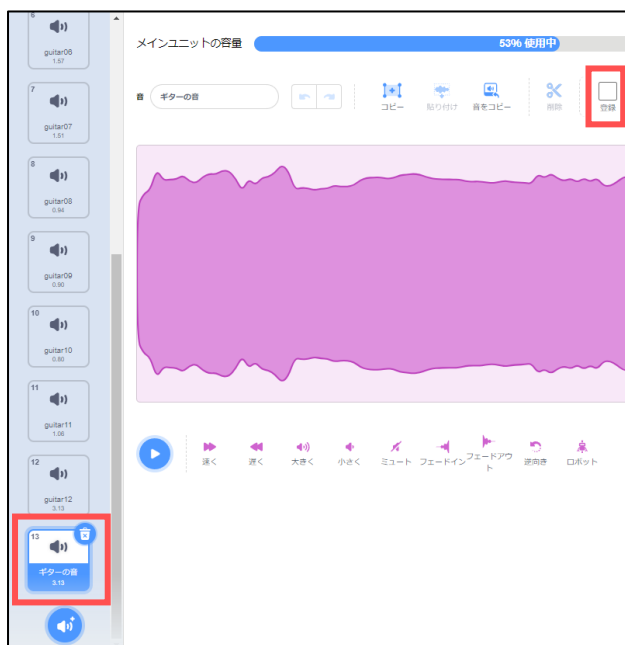 6
guitar06
1.57
7
guitar07
1.51
8
guitar08
0.94
9
guitar09
0.90
10
guitar10
0.80
11
guitar11
1.06
12
guitar12
3.13
13
ギターの音
3.13
メインユニットの容量
53% 使用中
音 ギターの音
コピー 貼り付け 音をコピー 削除 登録
速く 遅く 大きく 小さく ミュート フェードイン フェードアウ
ト 逆向き ロボット